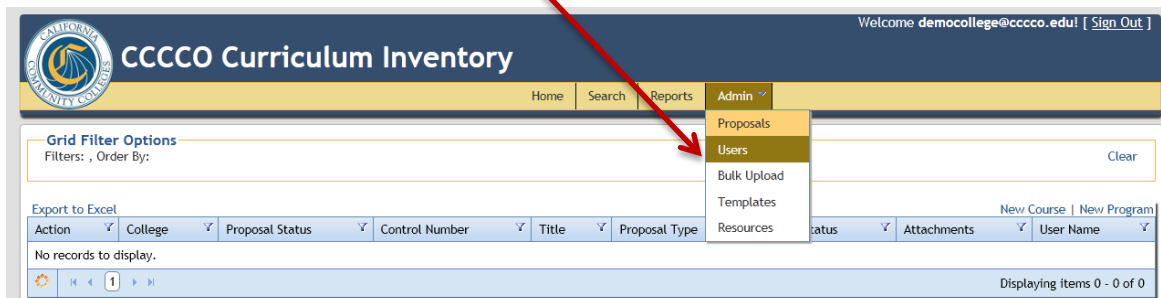 Welcome democollege@cccco.edu! [ Sign Out ]
CALIFORNIA
COMMUNITY COLLEGES
CCCCO Curriculum Inventory
Home Search Reports Admin
Proposals
Users
Bulk Upload
Templates
Resources
Grid Filter Options
Filters: , Order By:
Clear
Export to Excel
New Course | New Program
Action College Proposal Status Control Number Title Proposal Type tatus Attachments User Name
No records to display.
1
Displaying items 0 - 0 of 0